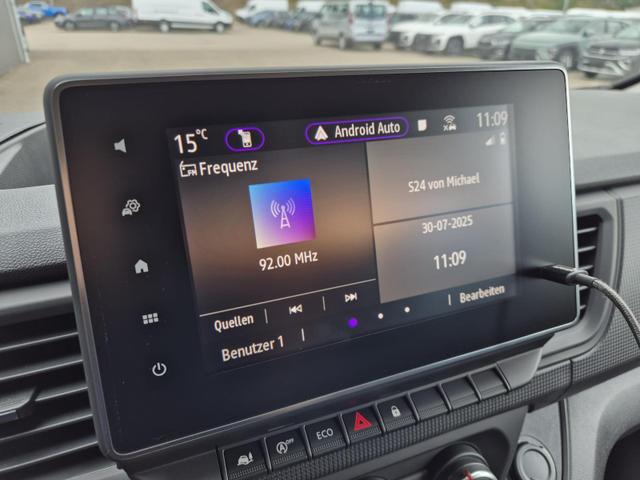 15°C
Android Auto
11:09
FM Frequenz
92.00 MHz
S24 von Michael
30-07-2025
11:09
Quellen
Bearbeiten
Benutzer 1
ECO